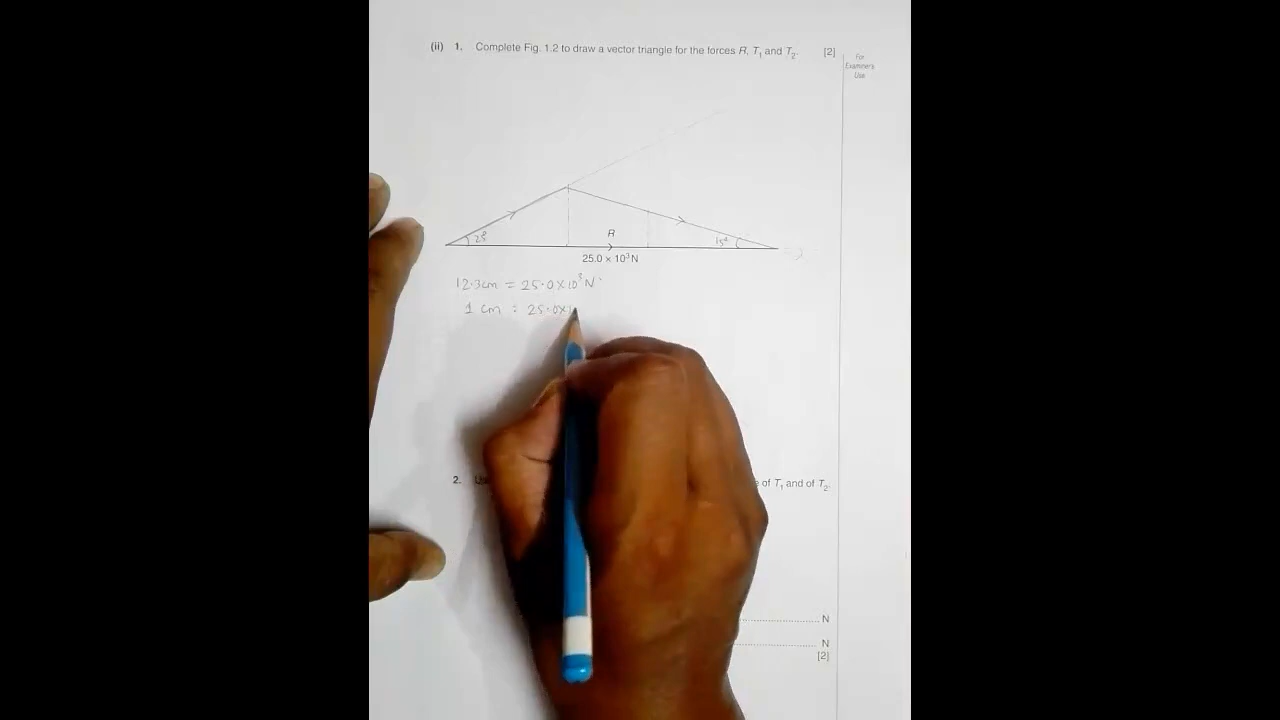 (ii) 1. Complete Fig. 1.2 to draw a vector triangle for the forces R, T1 and T2. [2]
For
Examiner's
Use
R
15°
25.0 × 10³ N
12.3cm = 25.0×10³ N
1 cm = 25.0×1
2. of T1 and of T2.
N
N
[2]